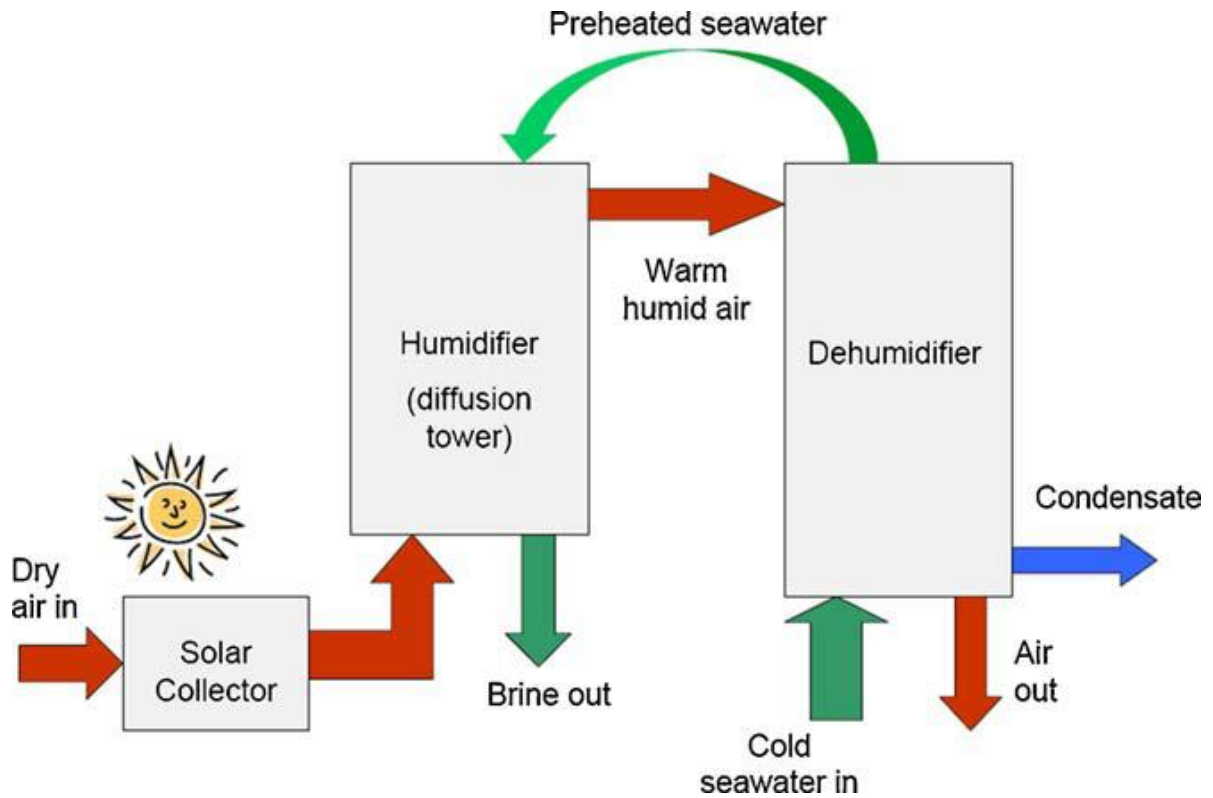 Preheated seawater
Warm
humid air
Humidifier
(diffusion
tower)
Dehumidifier
Condensate
Dry
air in
Solar
Collector
Brine out
Air
out
Cold
seawater in